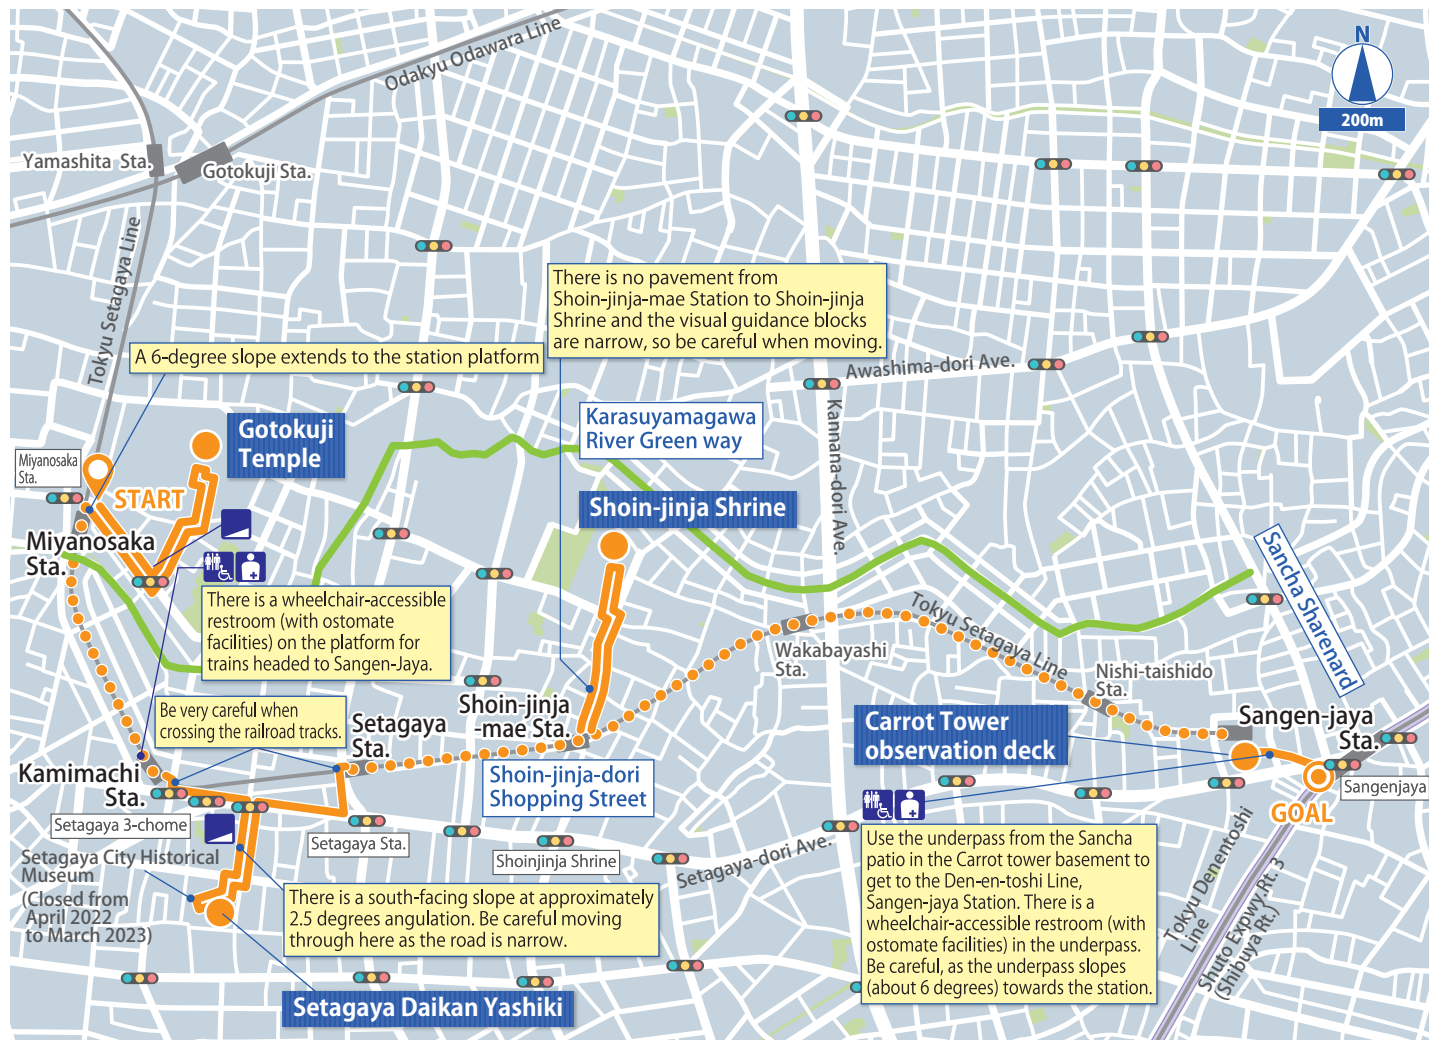 N
200m
Odakyu Odawara Line
Yamashita Sta.
Gotokuji Sta.
Tokyu Setagaya Line
There is no pavement from
Shoin-jinja-mae Station to Shoin-jinja
Shrine and the visual guidance blocks
are narrow, so be careful when moving.
A 6-degree slope extends to the station platform
Awashima-dori Ave.
Kannana-dori Ave.
Karasuyamagawa
River Green way
Gotokuji
Temple
Miyanosaka
Sta.
START
Shoin-jinja Shrine
Miyanosaka
Sta.
Sancha Sharenard
There is a wheelchair-accessible
restroom (with ostomate
facilities) on the platform for
trains headed to Sangen-Jaya.
Tokyu Setagaya Line
Wakabayashi
Sta.
Nishi-taishido
Sta.
Be very careful when
crossing the railroad tracks.
Setagaya
Sta.
Shoin-jinja
-mae Sta.
Carrot Tower
observation deck
Sangen-jaya
Sta.
Kamimachi
Sta.
Shoin-jinja-dori
Shopping Street
Sangenjaya
GOAL
Setagaya 3-chome
Setagaya Sta.
Shoinjinja Shrine
Setagaya-dori Ave.
Setagaya City Historical
Museum
(Closed from
April 2022
to March 2023)
There is a south-facing slope at approximately
2.5 degrees angulation. Be careful moving
through here as the road is narrow.
Use the underpass from the Sancha
patio in the Carrot tower basement to
get to the Den-en-toshi Line,
Sangen-jaya Station. There is a
wheelchair-accessible restroom (with
ostomate facilities) in the underpass.
Be careful, as the underpass slopes
(about 6 degrees) towards the station.
Tokyu Denentoshi
Line
Shuto Expwy Rt. 3
(Shibuya Rt.)
Setagaya Daikan Yashiki